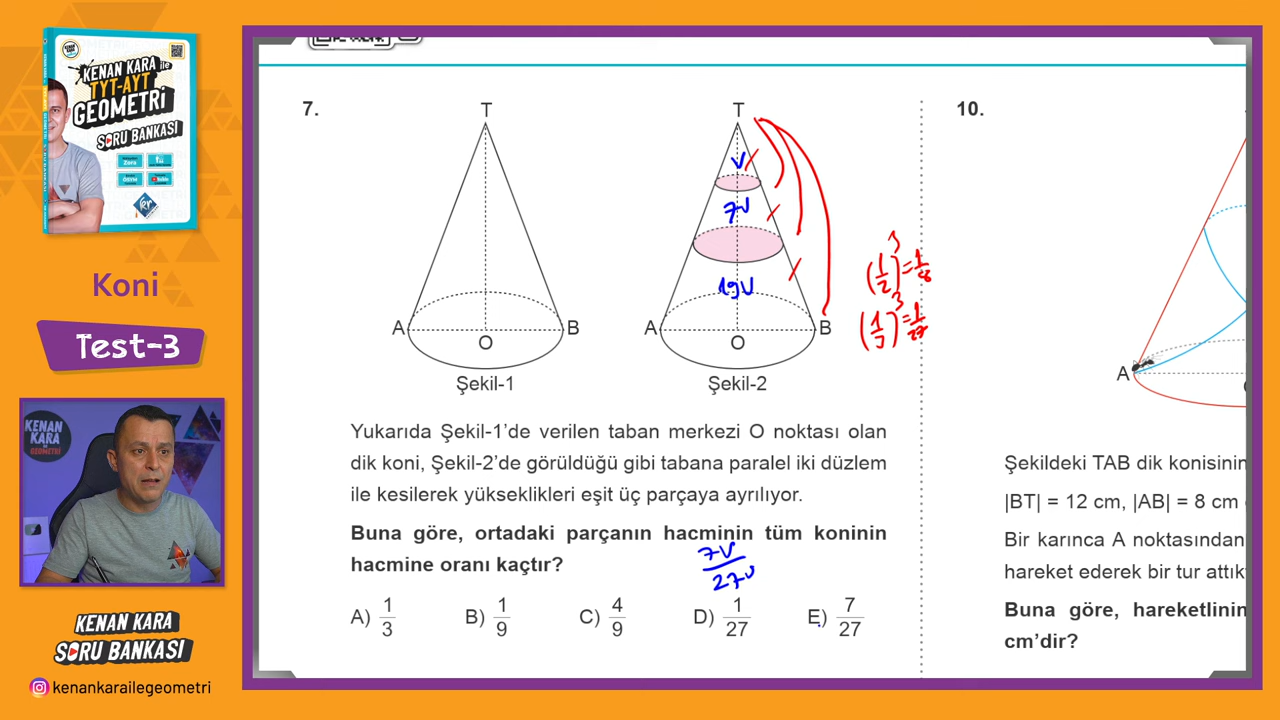 KENAN KARA ile
TYT-AYT
GEOMETRİ
SORU BANKASI
Koni
Test-3
KENAN
KARA
GEOMETRİ
KENAN KARA
SORU BANKASI
kenankarailegeometri
7.
T
A
B
O
Şekil-1
T
V
7V
19V
A
B
O
Şekil-2
(1/2)³=1/8
(1/3)³=1/27
Yukarıda Şekil-1'de verilen taban merkezi O noktası olan
dik koni, Şekil-2'de görüldüğü gibi tabana paralel iki düzlem
ile kesilerek yükseklikleri eşit üç parçaya ayrılıyor.
Buna göre, ortadaki parçanın hacminin tüm koninin
hacmine oranı kaçtır?
7V/27V
A) 1/3 B) 1/9 C) 4/9 D) 1/27 E) 7/27
10.
A
Şekildeki TAB dik konisinin
|BT| = 12 cm, |AB| = 8 cm
Bir karınca A noktasından
hareket ederek bir tur attık
Buna göre, hareketlinin
cm'dir?